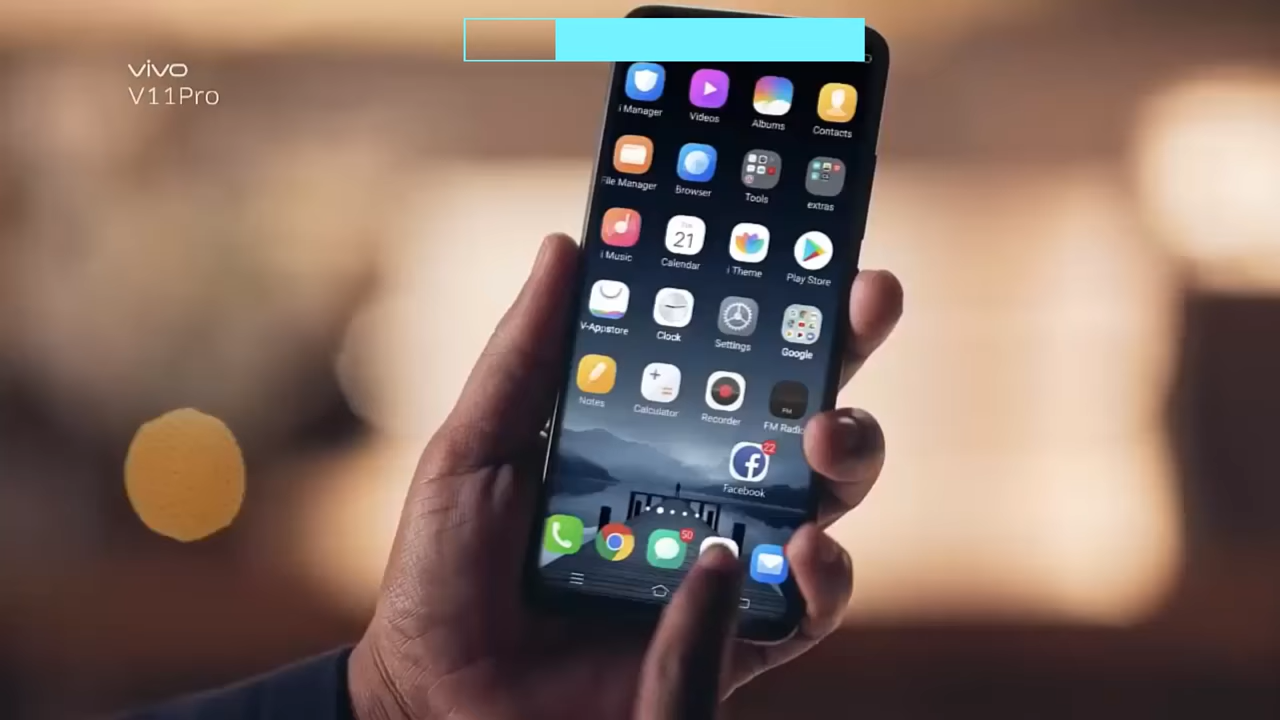 vivo
V11Pro
i Manager
Videos
Albums
Contacts
File Manager
Browser
Tools
extras
i Music
Calendar
21
i Theme
Play Store
V-Appstore
Clock
Settings
Google
Notes
Calculator
Recorder
FM
FM Radio
22
Facebook
50